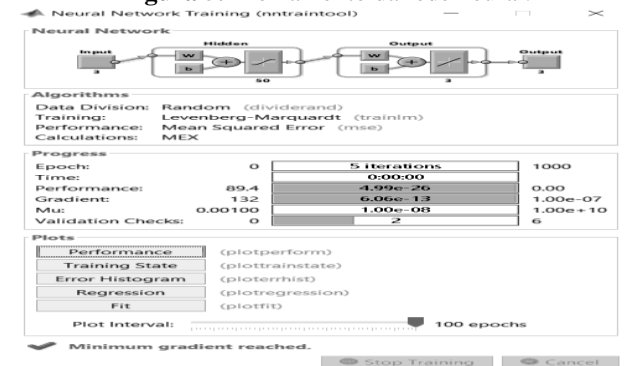 Neural Network Training (nntraintool)
Neural Network
Hidden Output
Input Output
W W
b b
3 50 3 3
Algorithms
Data Division: Random (dividerand)
Training: Levenberg-Marquardt (trainlm)
Performance: Mean Squared Error (mse)
Calculations: MEX
Progress
Epoch: 0 5 iterations 1000
Time: 0:00:00
Performance: 89.4 4.99e-26 0.00
Gradient: 132 6.06e-13 1.00e-07
Mu: 0.00100 1.00e-08 1.00e+10
Validation Checks: 0 2 6
Plots
Performance (plotperform)
Training State (plottrainstate)
Error Histogram (ploterrhist)
Regression (plotregression)
Fit (plotfit)
Plot Interval: 100 epochs
Minimum gradient reached.
Stop Training Cancel